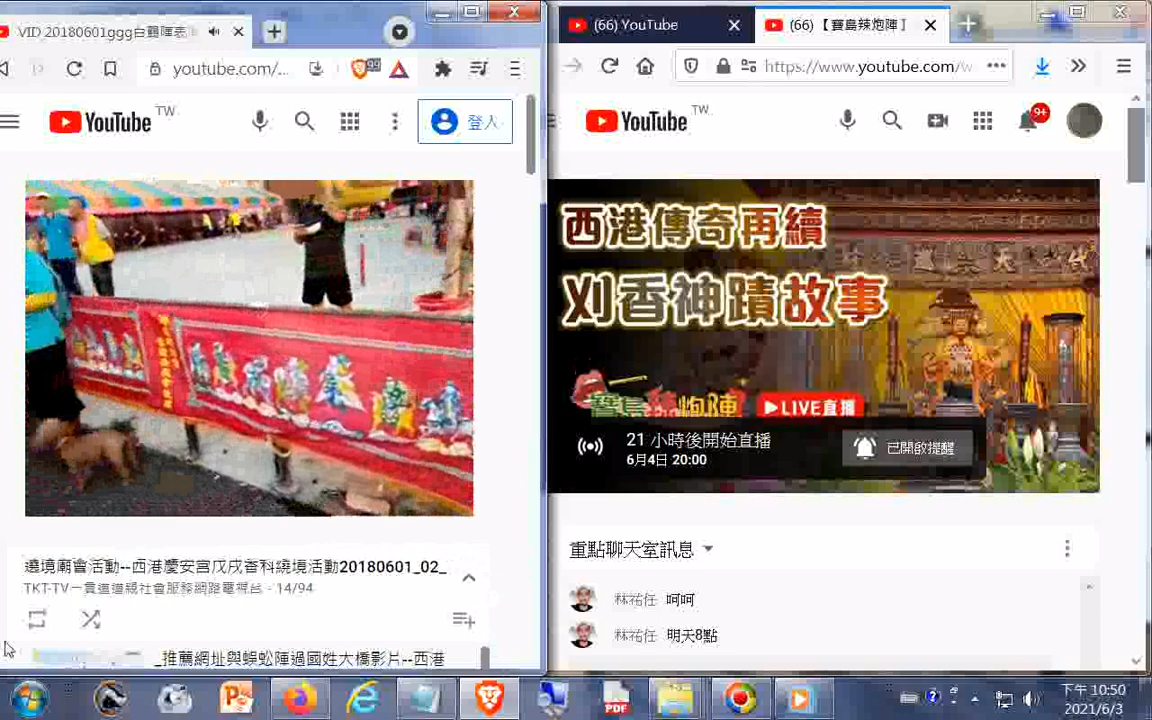 VID 20180601ggg白鶴陣表
youtube.com/...
99
YouTube
TW
登入
遶境廟會活動--西港慶安宮戊戌香科繞境活動20180601_02_
TKT-TV一貫道道親社會服務網路電視台 - 14/94
_推薦網址與蜈蚣陣過國姓大橋影片--西港
(66) YouTube
(66) 【寶島辣炮陣】
https://www.youtube.com/w
YouTube
TW
9+
西港傳奇再續
刈香神蹟故事
寶島辣炮陣
LIVE直播
21 小時後開始直播
6月4日 20:00
已開啟提醒
重點聊天室訊息
林祐任 呵呵
林祐任 明天8點
PDF
下午 10:50
2021/6/3